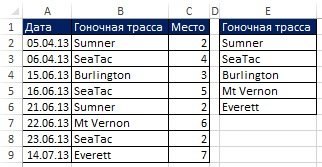 A B C D E
1 Дата Гоночная трасса Место Гоночная трасса
2 05.04.13 Sumner 2 Sumner
3 06.04.13 SeaTac 4 SeaTac
4 15.06.13 Burlington 3 Burlington
5 16.06.13 SeaTac 5 Mt Vernon
6 21.06.13 Sumner 2 Everett
7 22.06.13 Mt Vernon 6
8 23.06.13 SeaTac 2
9 14.07.13 Everett 7